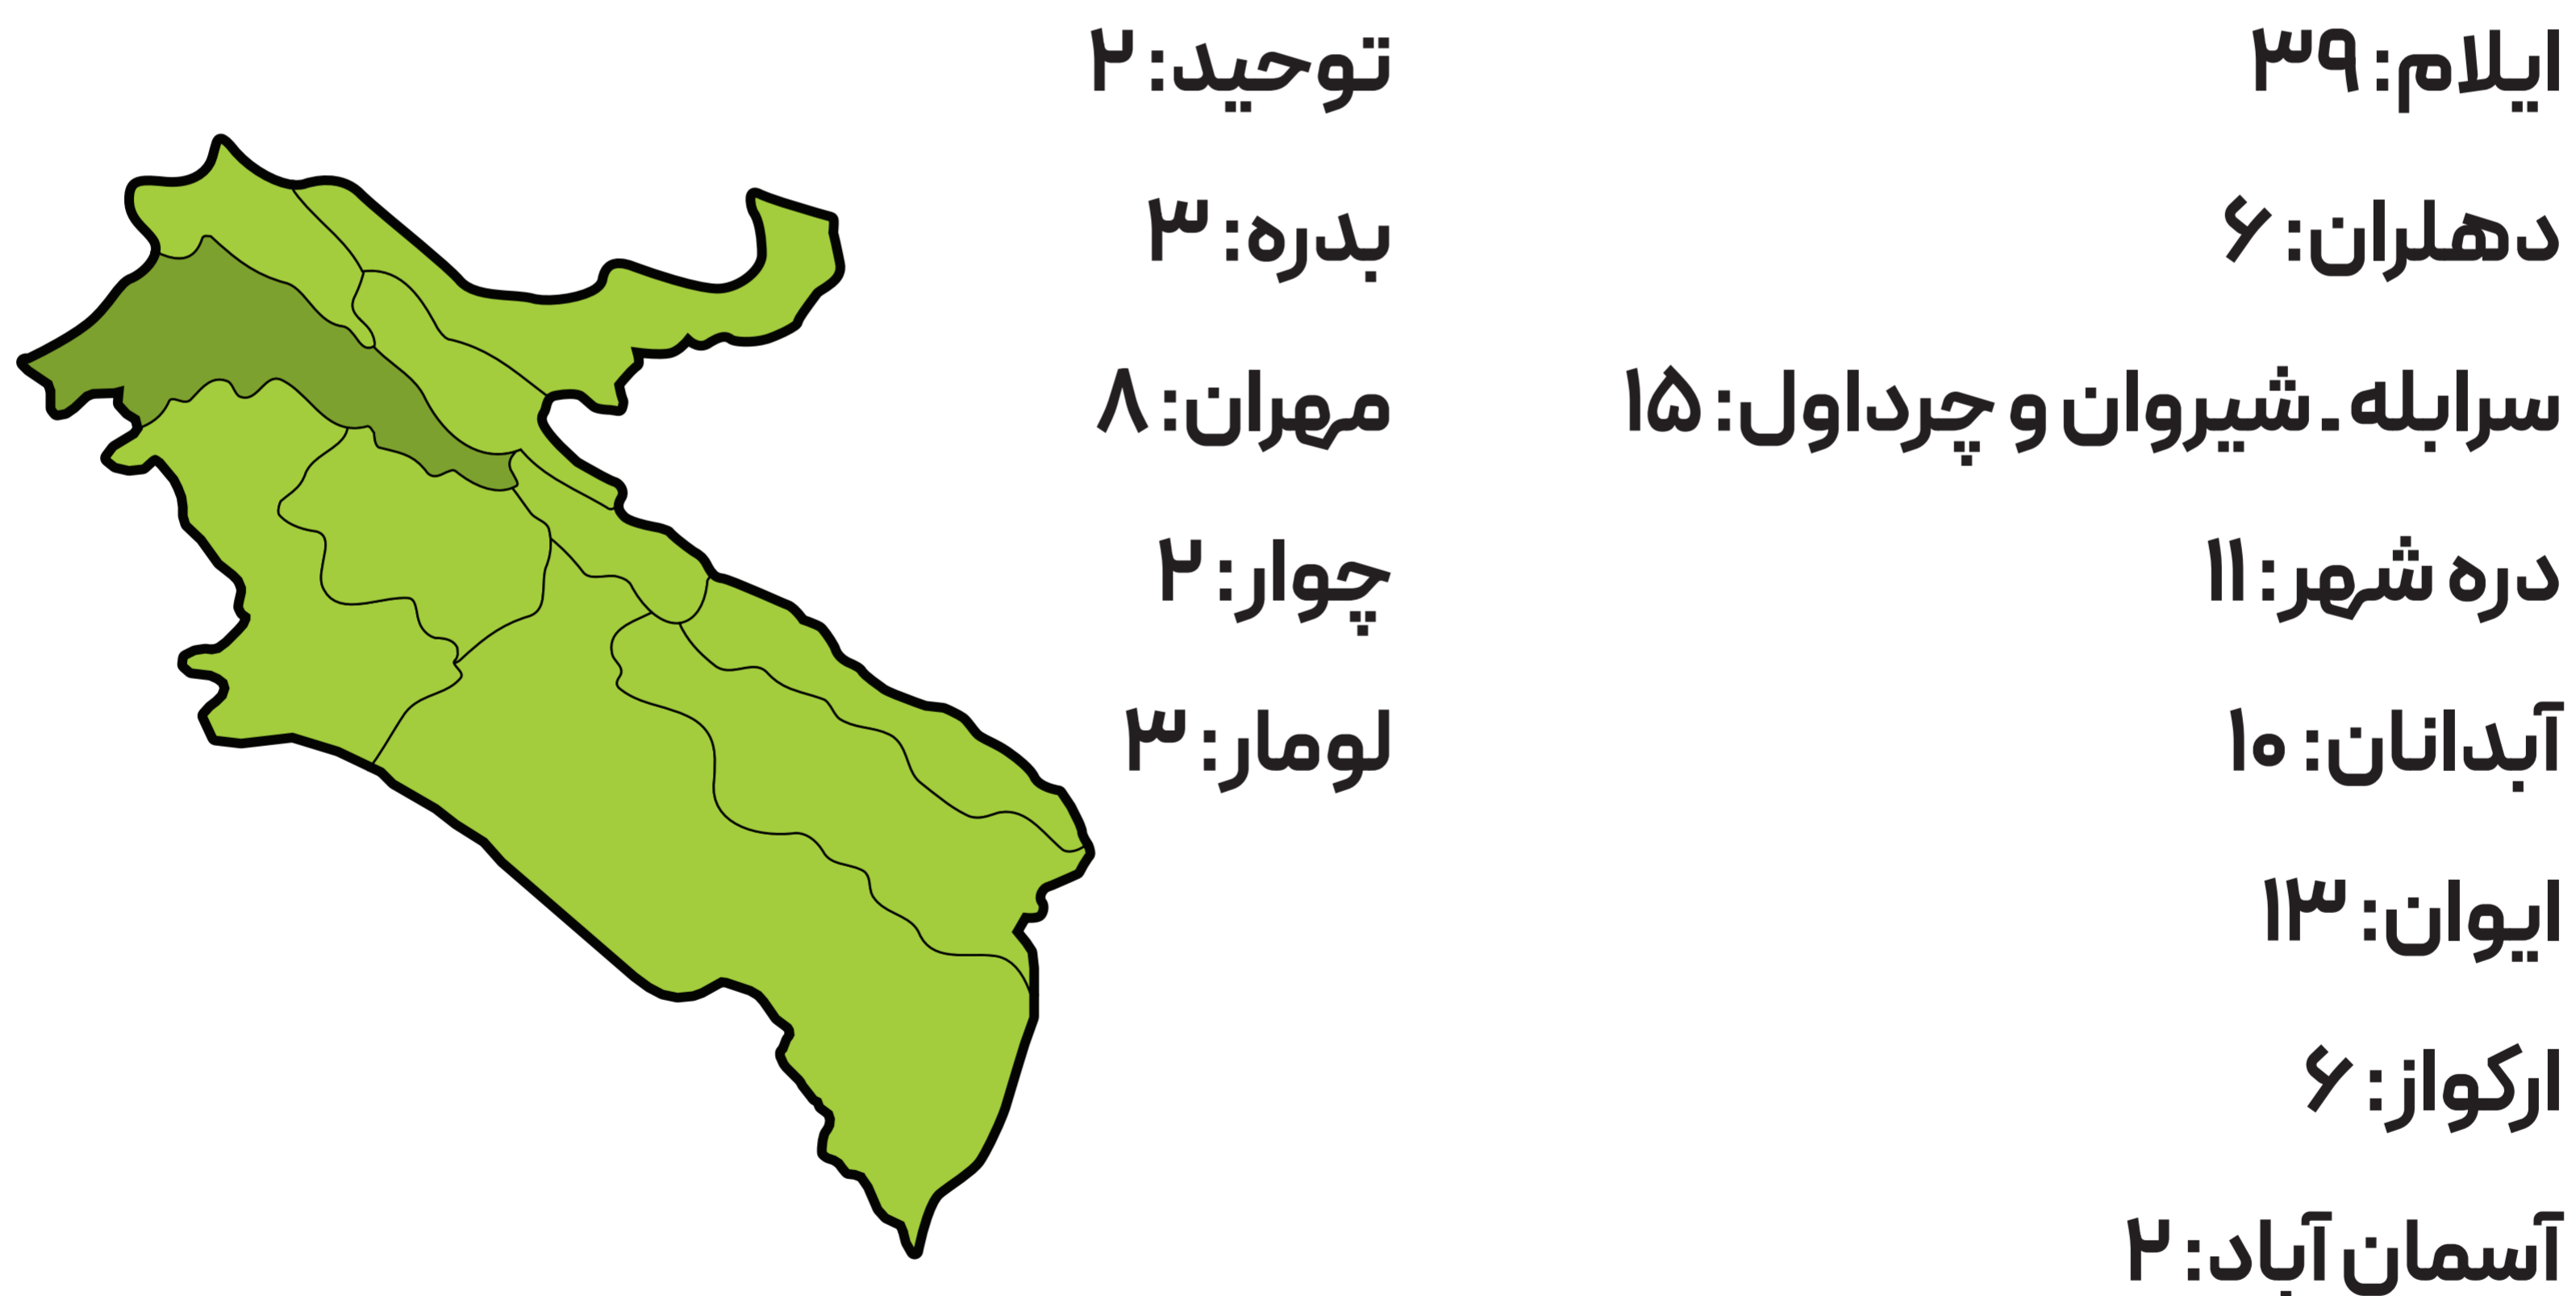 ایلام: ۳۹
دهلران: ۶
سرابله ـ شیروان و چرداول: ۱۵
دره شهر: ۱۱
آبدانان: ۱۰
ایوان: ۱۳
ارکواز: ۶
آسمان آباد: ۲
توحید: ۲
بدره: ۳
مهران: ۸
چوار: ۲
لومار: ۳